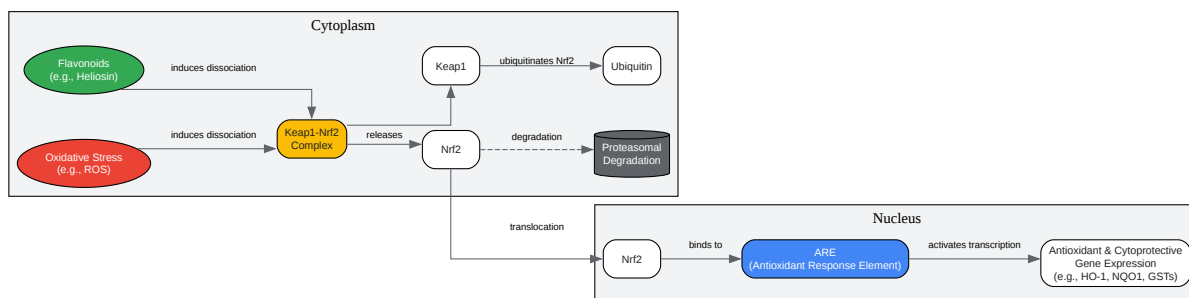 Cytoplasm
Flavonoids
(e.g., Heliosin)
induces dissociation
Keap1
ubiquitinates Nrf2
Ubiquitin
Oxidative Stress
(e.g., ROS)
induces dissociation
Keap1-Nrf2
Complex
releases
Nrf2
degradation
Proteasomal
Degradation
translocation
Nucleus
Nrf2
binds to
ARE
(Antioxidant Response Element)
activates transcription
Antioxidant & Cytoprotective
Gene Expression
(e.g., HO-1, NQO1, GSTs)